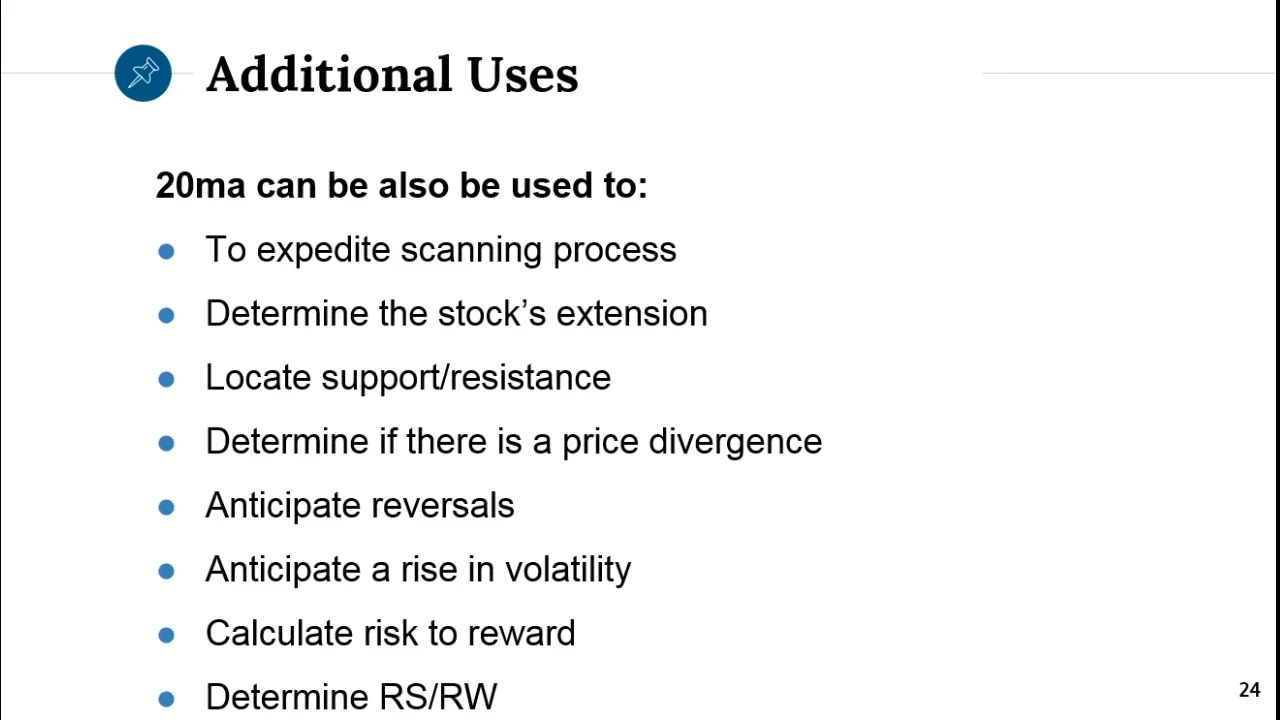 Additional Uses
20ma can be also be used to:
● To expedite scanning process
● Determine the stock’s extension
● Locate support/resistance
● Determine if there is a price divergence
● Anticipate reversals
● Anticipate a rise in volatility
● Calculate risk to reward
● Determine RS/RW
24